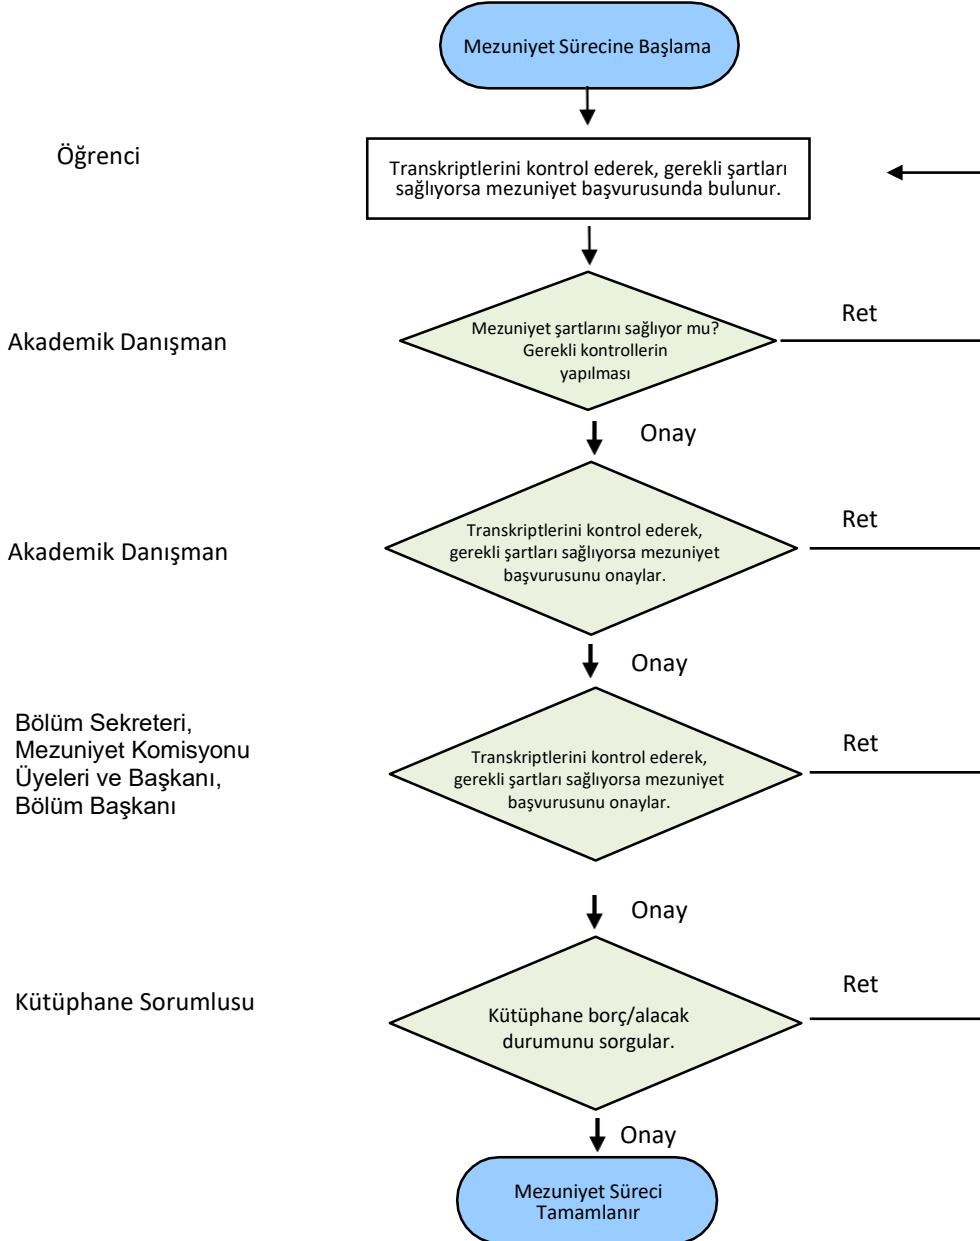 Mezuniyet Sürecine Başlama
Öğrenci
Transkriptlerini kontrol ederek, gerekli şartları
sağlıyorsa mezuniyet başvurusunda bulunur.
Ret
Akademik Danışman
Mezuniyet şartlarını sağlıyor mu?
Gerekli kontrollerin
yapılması
Onay
Ret
Akademik Danışman
Transkriptlerini kontrol ederek,
gerekli şartları sağlıyorsa mezuniyet
başvurusunu onaylar.
Onay
Bölüm Sekreteri,
Mezuniyet Komisyonu
Üyeleri ve Başkanı,
Bölüm Başkanı
Transkriptlerini kontrol ederek,
gerekli şartları sağlıyorsa mezuniyet
başvurusunu onaylar.
Ret
Onay
Kütüphane Sorumlusu
Kütüphane borç/alacak
durumunu sorgular.
Ret
Onay
Mezuniyet Süreci
Tamamlanır